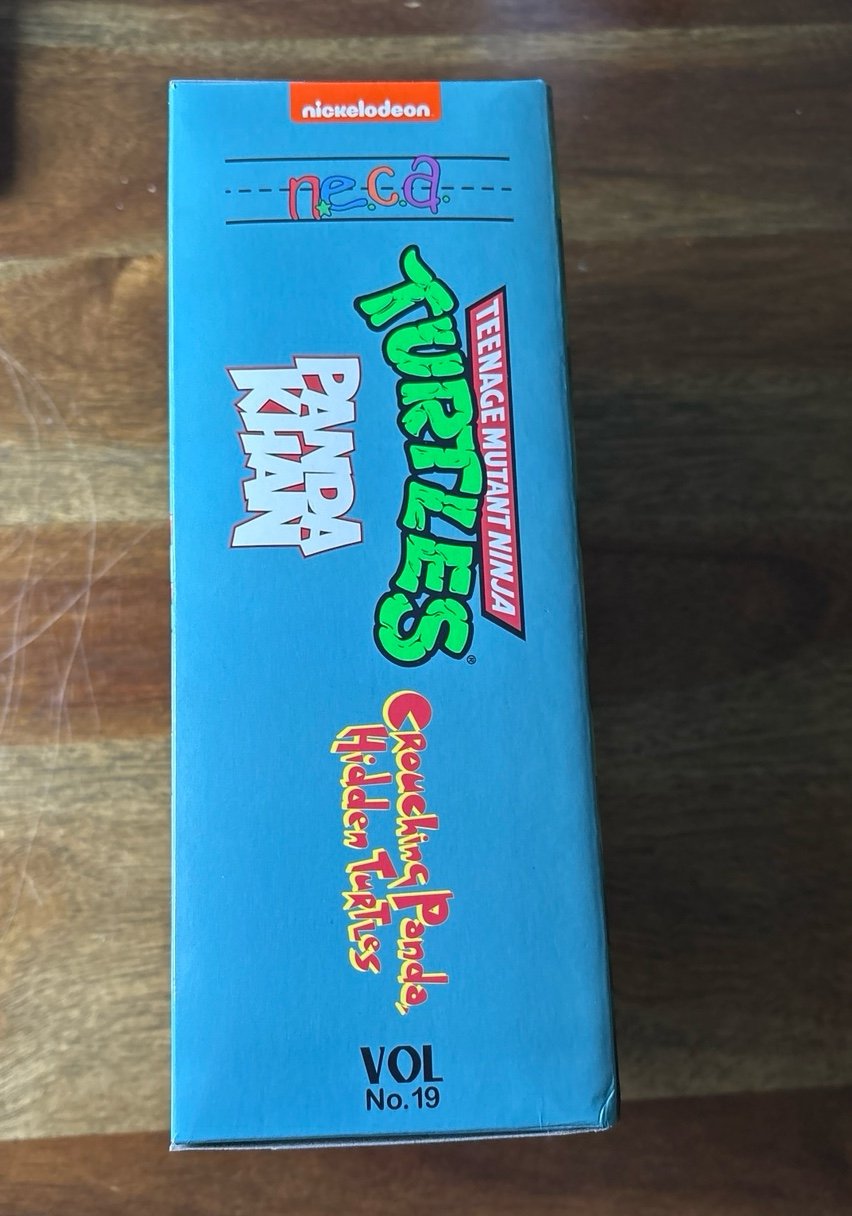 nickelodeon
n.e.c.a.
TEENAGE MUTANT NINJA
TURTLES®
PANDA
KHAN
Crouching Panda,
Hidden Turtles
VOL
No.19